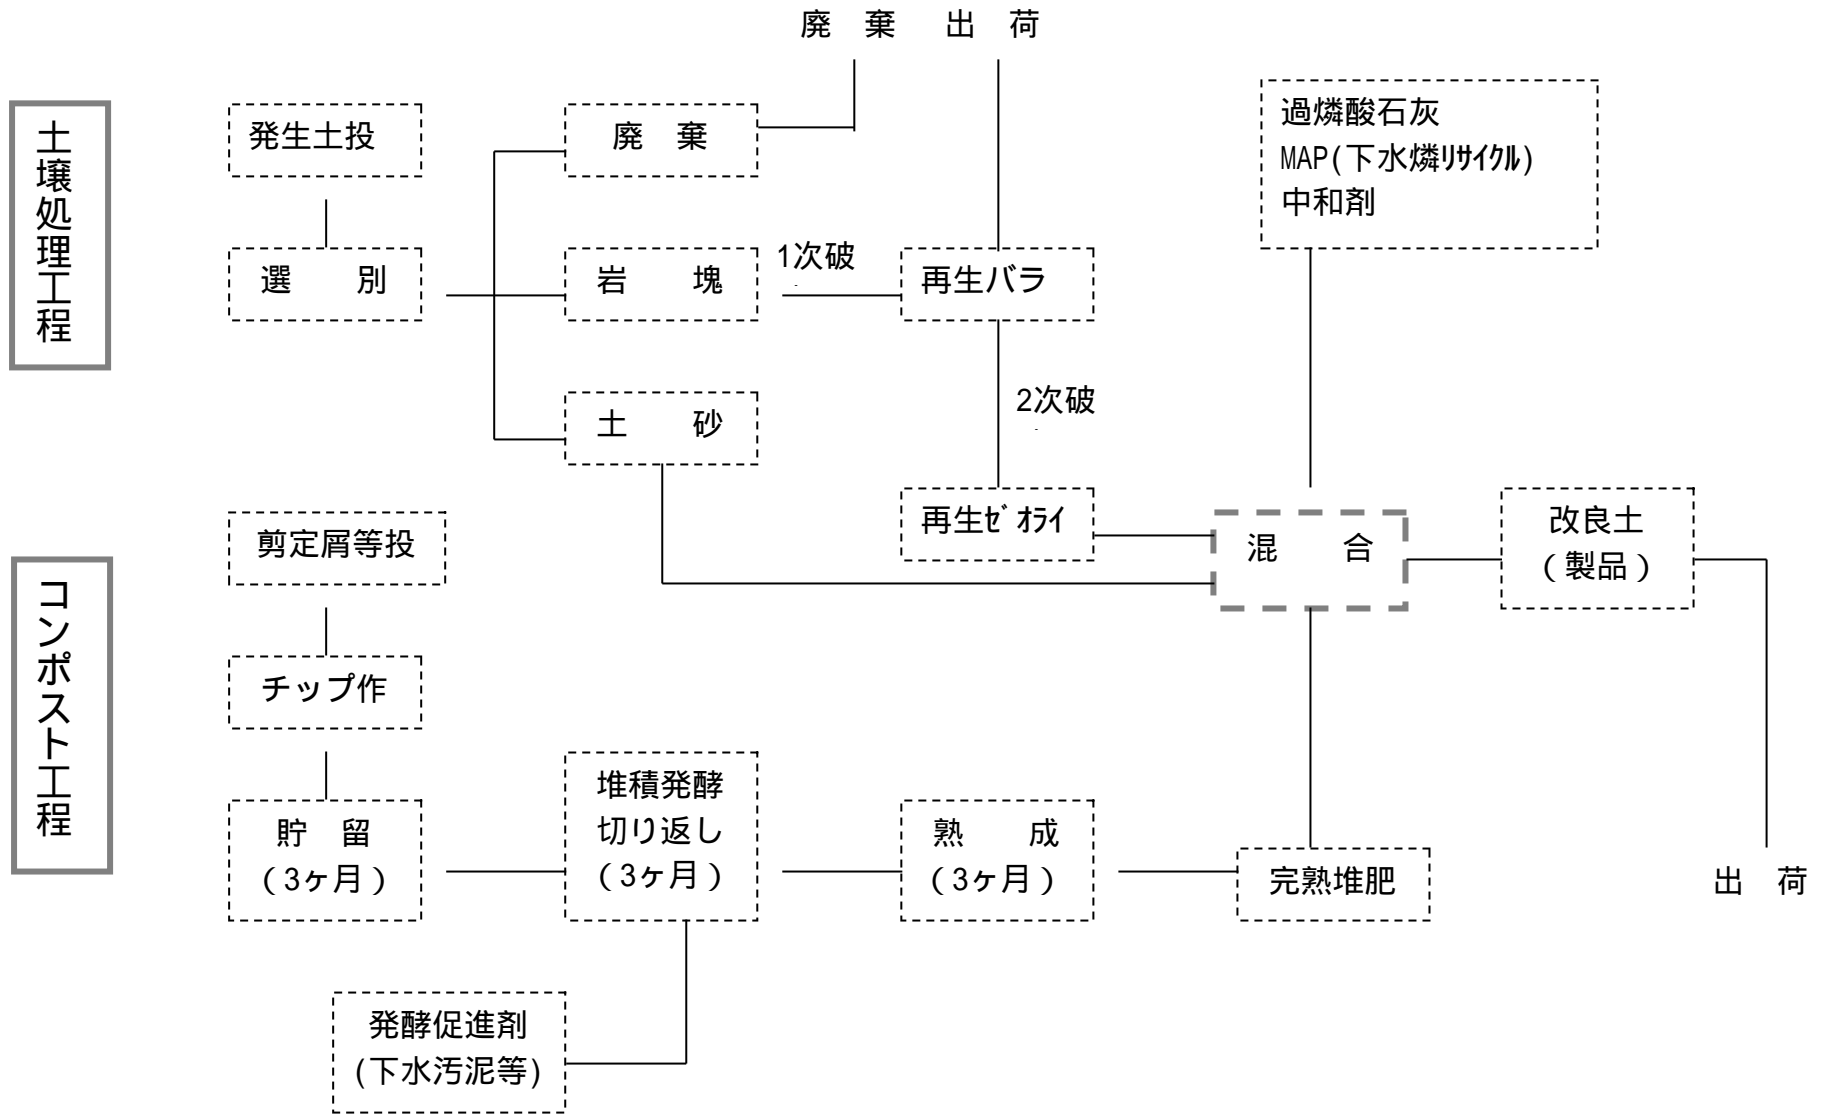 廃　棄
出　荷
土壌処理工程
発生土投
廃　棄
過燐酸石灰
MAP(下水燐ﾘｻｲｸﾙ)
中和剤
選　　別
岩　　塊
1次破
再生バラ
土　　砂
2次破
再生ｾﾞｵﾗｲ
混　　合
改良土
（製品）
コンポスト工程
剪定屑等投
チップ作
貯　留
（3ヶ月）
堆積発酵
切り返し
（3ヶ月）
熟　　成
（3ヶ月）
完熟堆肥
出　荷
発酵促進剤
(下水汚泥等)